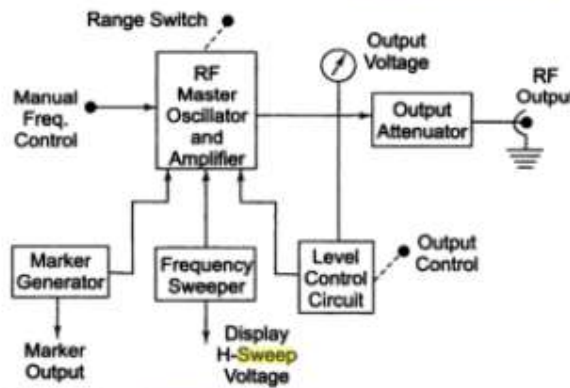 Range Switch
RF
Master
Oscillator
and
Amplifier
Manual
Freq.
Control
Output
Voltage
Output
Attenuator
RF
Output
Marker
Generator
Frequency
Sweeper
Level
Control
Circuit
Output
Control
Marker
Output
Display
H-Sweep
Voltage